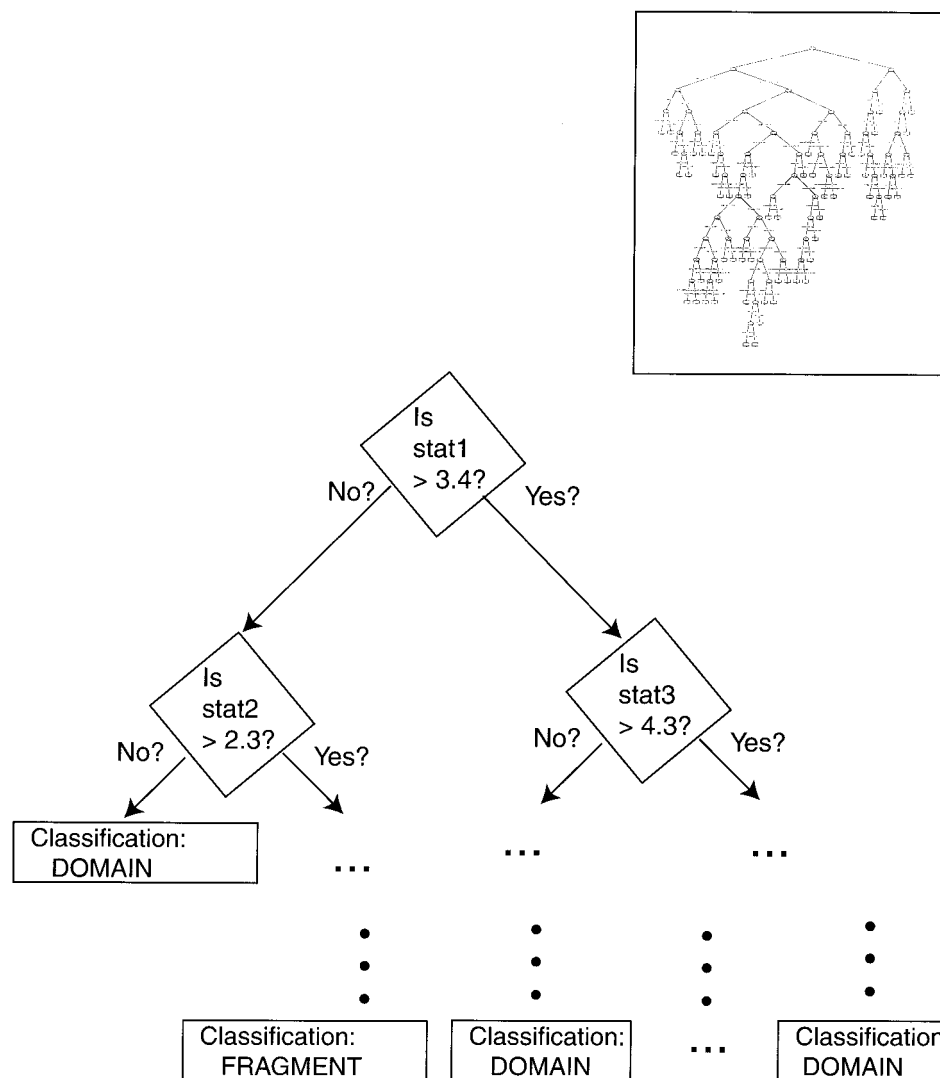 Is
stat1
> 3.4?
No?
Yes?
Is
stat2
> 2.3?
Is
stat3
> 4.3?
No?
Yes?
No?
Yes?
Classification:
DOMAIN
...
...
...
Classification:
FRAGMENT
Classification:
DOMAIN
...
Classification
DOMAIN